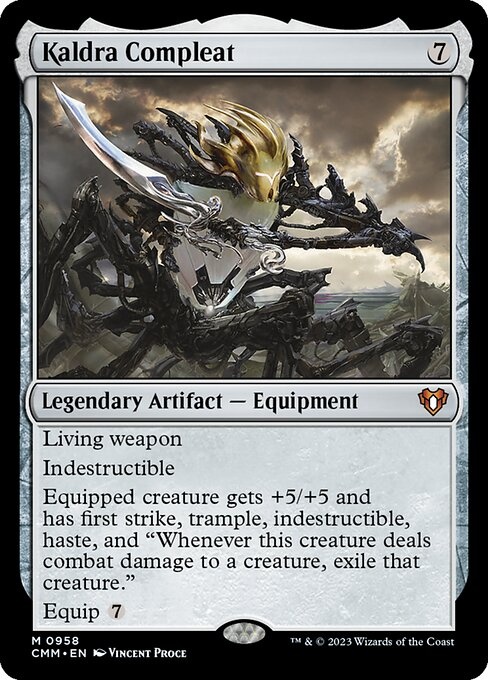 Kaldra Compleat 7
Legendary Artifact — Equipment
Living weapon
Indestructible
Equipped creature gets +5/+5 and
has first strike, trample, indestructible,
haste, and “Whenever this creature deals
combat damage to a creature, exile that
creature.”
Equip 7
M 0958
™ & © 2023 Wizards of the Coast
CMM • EN Vincent Proce